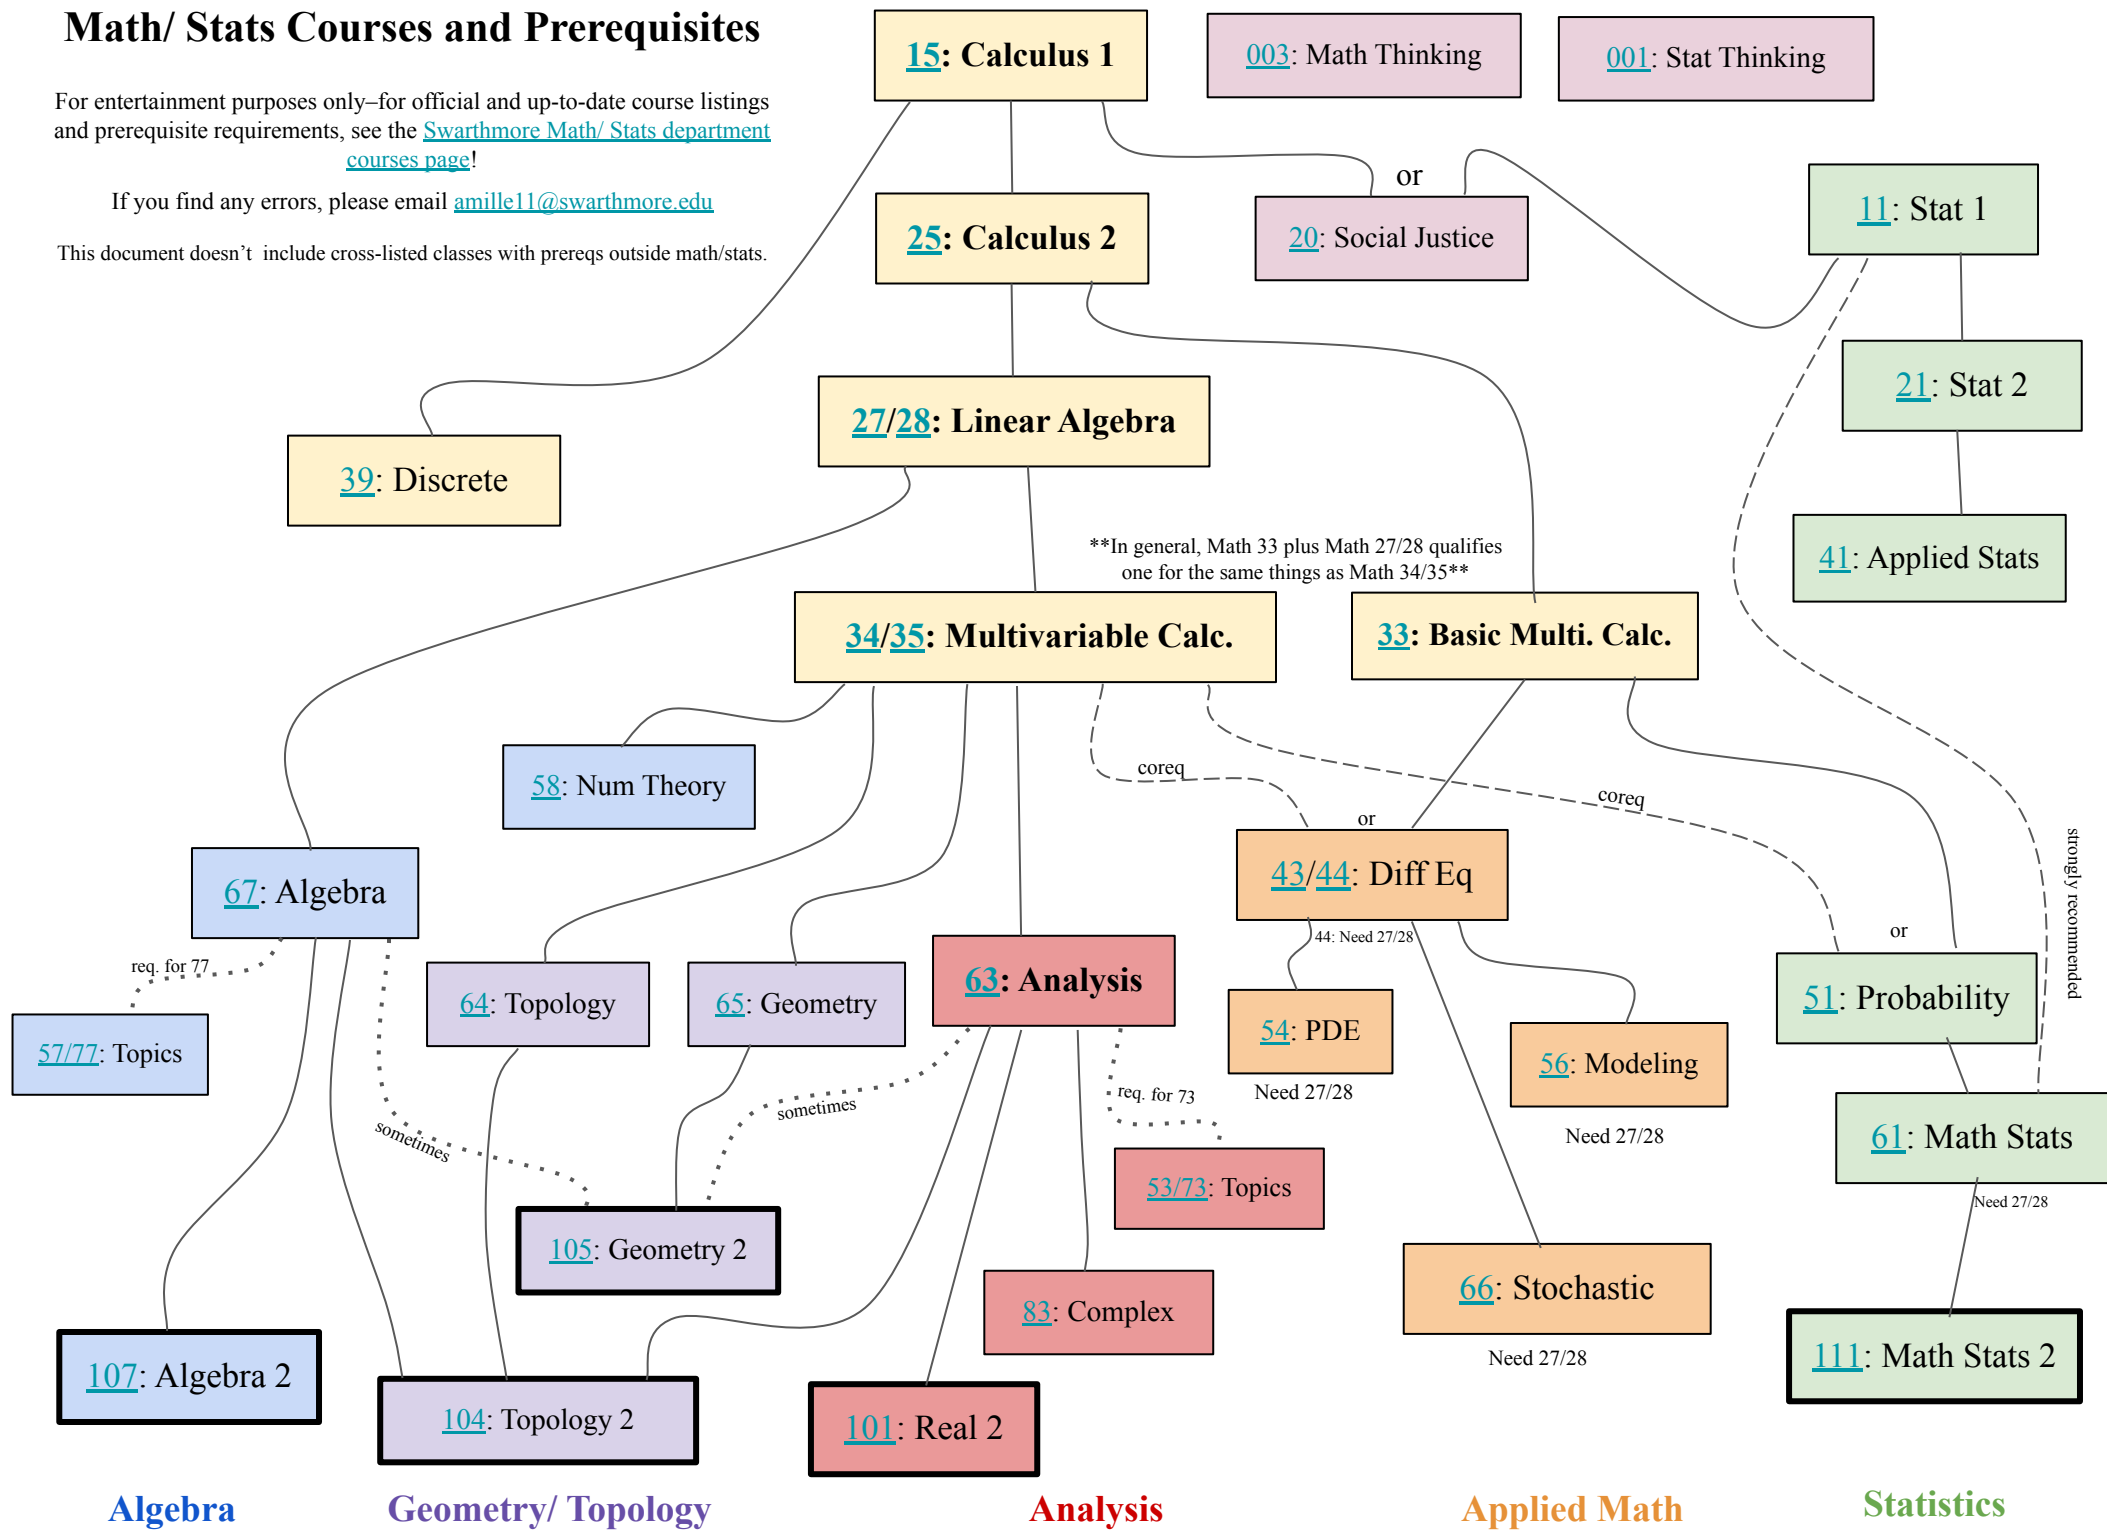 Math/ Stats Courses and Prerequisites
For entertainment purposes only–for official and up-to-date course listings
and prerequisite requirements, see the Swarthmore Math/ Stats department
courses page!
If you find any errors, please email amille11@swarthmore.edu
This document doesn’t include cross-listed classes with prereqs outside math/stats.
15: Calculus 1
003: Math Thinking
001: Stat Thinking
or
25: Calculus 2
20: Social Justice
11: Stat 1
21: Stat 2
27/28: Linear Algebra
39: Discrete
41: Applied Stats
**In general, Math 33 plus Math 27/28 qualifies
one for the same things as Math 34/35**
34/35: Multivariable Calc.
33: Basic Multi. Calc.
58: Num Theory
coreq
coreq
or
strongly recommended
67: Algebra
43/44: Diff Eq
44: Need 27/28
or
req. for 77
64: Topology
65: Geometry
63: Analysis
51: Probability
57/77: Topics
54: PDE
Need 27/28
56: Modeling
Need 27/28
sometimes
sometimes
req. for 73
61: Math Stats
Need 27/28
53/73: Topics
105: Geometry 2
83: Complex
66: Stochastic
Need 27/28
107: Algebra 2
104: Topology 2
101: Real 2
111: Math Stats 2
Algebra
Geometry/ Topology
Analysis
Applied Math
Statistics